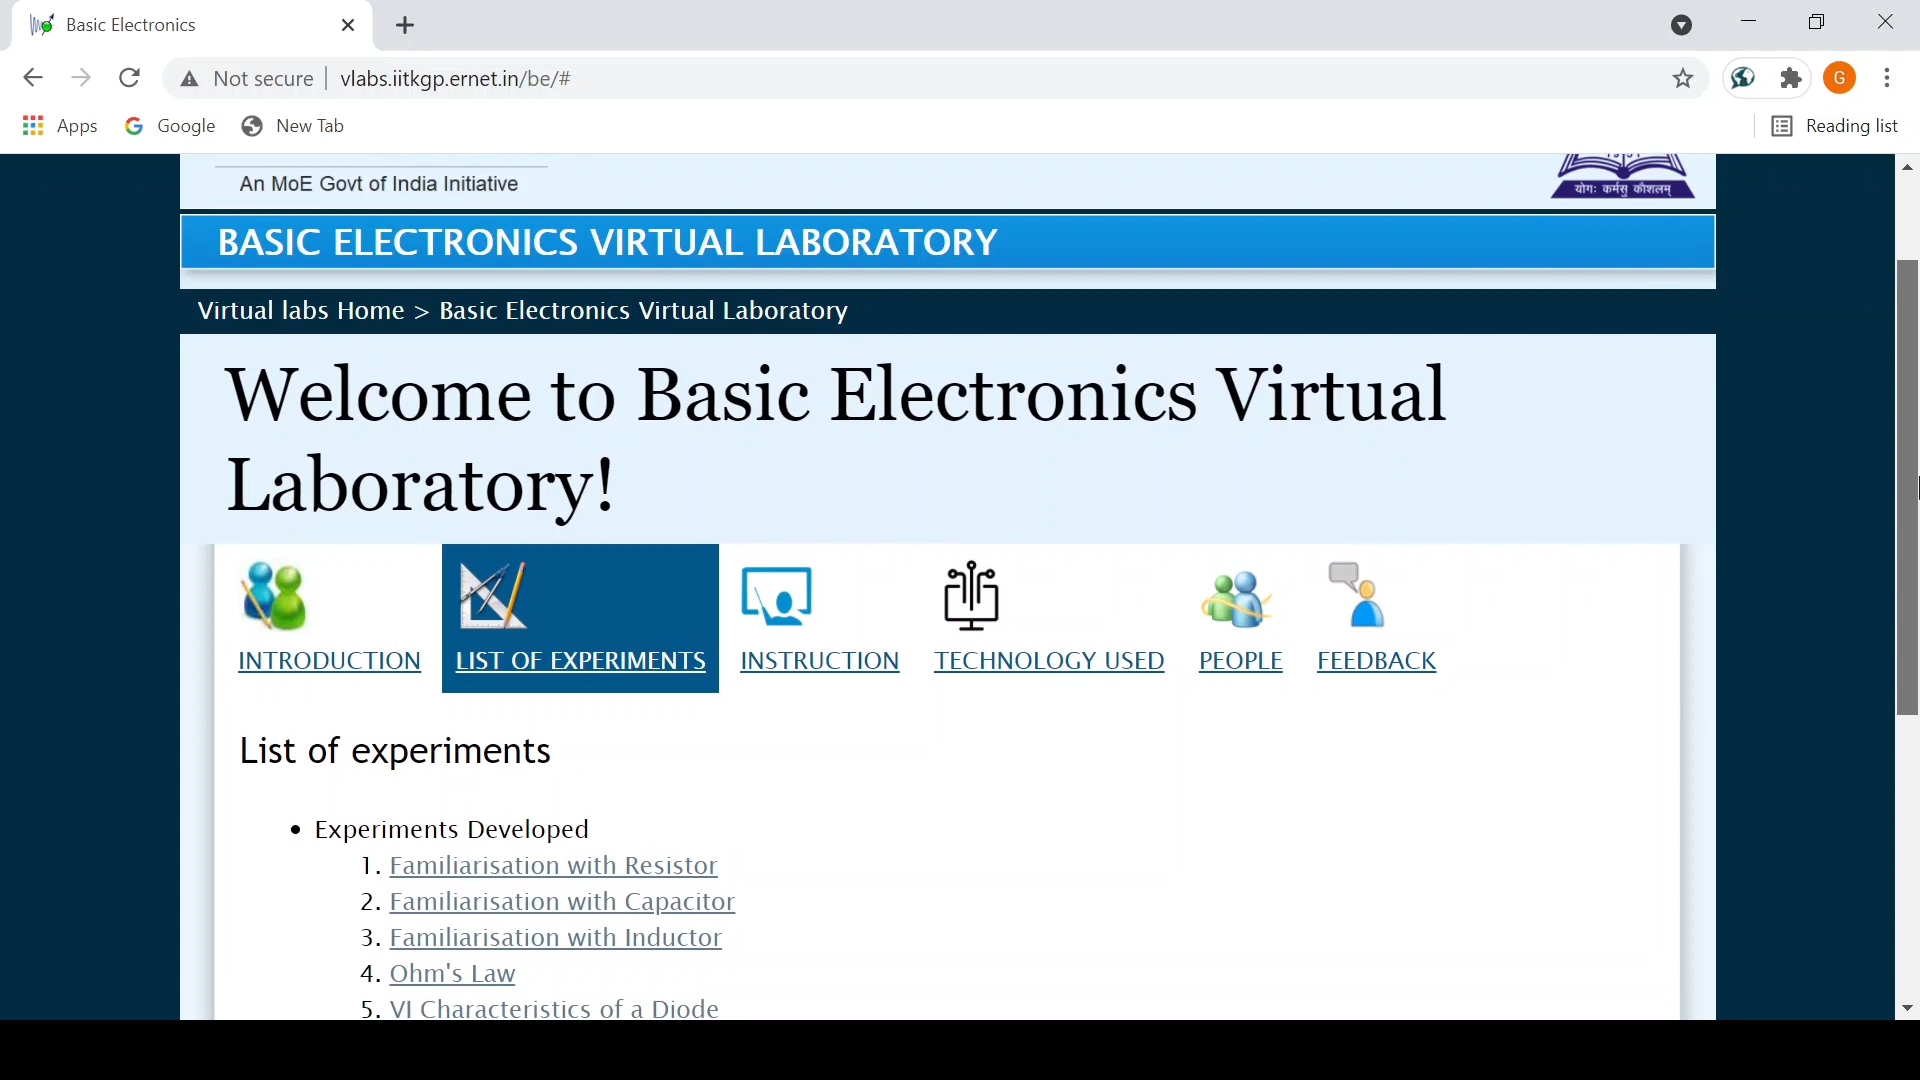 Basic Electronics
Not secure vlabs.iitkgp.ernet.in/be/#
G
Apps Google New Tab Reading list
An MoE Govt of India Initiative
योगः कर्मसु कौशलम्
BASIC ELECTRONICS VIRTUAL LABORATORY
Virtual labs Home > Basic Electronics Virtual Laboratory
Welcome to Basic Electronics Virtual
Laboratory!
INTRODUCTION LIST OF EXPERIMENTS INSTRUCTION TECHNOLOGY USED PEOPLE FEEDBACK
List of experiments
• Experiments Developed
1. Familiarisation with Resistor
2. Familiarisation with Capacitor
3. Familiarisation with Inductor
4. Ohm's Law
5. VI Characteristics of a Diode